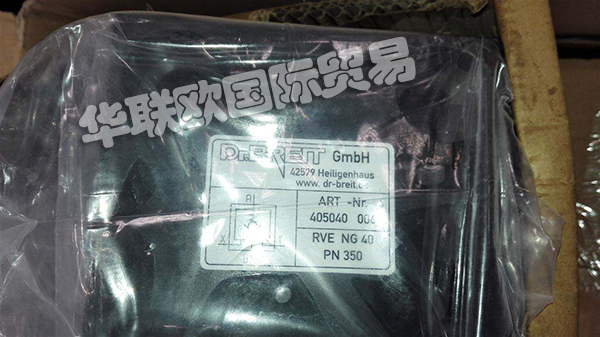 华联欧国际贸易
DR.BREIT GmbH
42579 Heiligenhaus
www. dr-breit.de
ART -Nr.
405040
RVE NG 40
PN 350
A
X